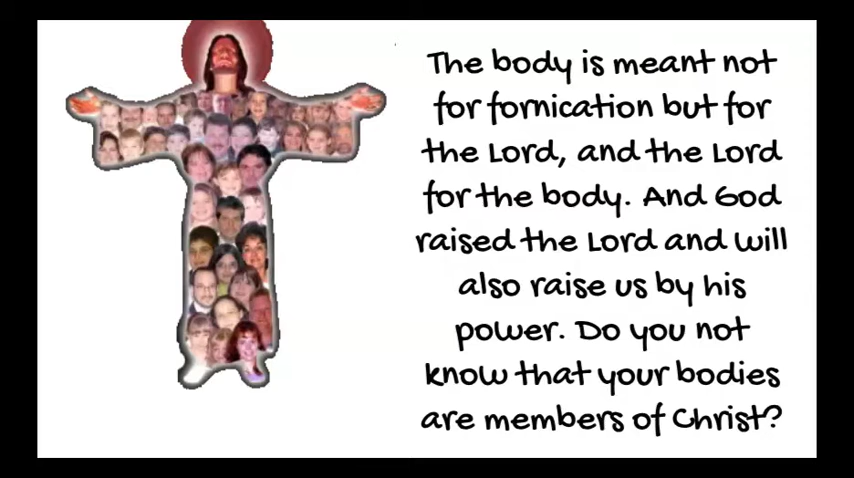 The body is meant not
for fornication but for
the Lord, and the Lord
for the body. And God
raised the Lord and will
also raise us by his
power. Do you not
know that your bodies
are members of Christ?